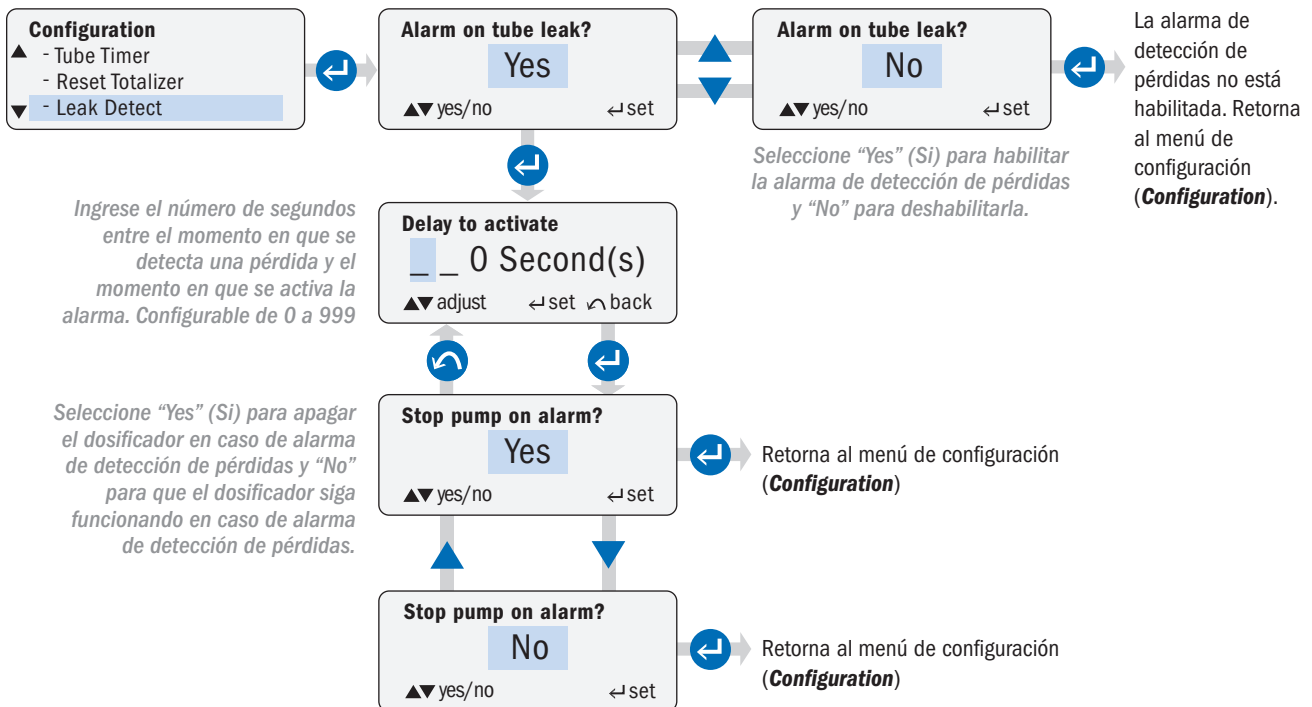 Configuration
- Tube Timer
- Reset Totalizer
- Leak Detect
Alarm on tube leak?
Yes
▲▼ yes/no ↵ set
Alarm on tube leak?
No
▲▼ yes/no ↵ set
La alarma de
detección de
pérdidas no está
habilitada. Retorna
al menú de
configuración
(Configuration).
Seleccione “Yes” (Si) para habilitar
la alarma de detección de pérdidas
y “No” para deshabilitarla.
Ingrese el número de segundos
entre el momento en que se
detecta una pérdida y el
momento en que se activa la
alarma. Configurable de 0 a 999
Delay to activate
_ _ 0 Second(s)
▲▼ adjust ↵ set ↶ back
Seleccione “Yes” (Si) para apagar
el dosificador en caso de alarma
de detección de pérdidas y “No”
para que el dosificador siga
funcionando en caso de alarma
de detección de pérdidas.
Stop pump on alarm?
Yes
▲▼ yes/no ↵ set
Retorna al menú de configuración
(Configuration)
Stop pump on alarm?
No
▲▼ yes/no ↵ set
Retorna al menú de configuración
(Configuration)